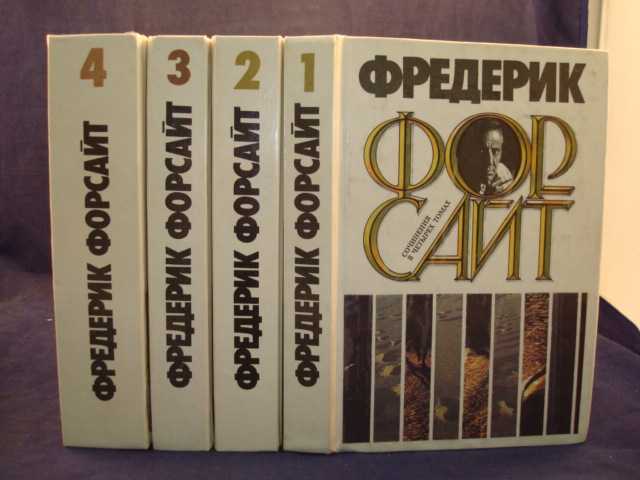 4
ФРЕДЕРИК ФОРСАЙТ
3
ФРЕДЕРИК ФОРСАЙТ
2
ФРЕДЕРИК ФОРСАЙТ
1
ФРЕДЕРИК ФОРСАЙТ
ФРЕДЕРИК
ФОР
САЙТ
СОЧИНЕНИЯ
В ЧЕТЫРЕХ ТОМАХ